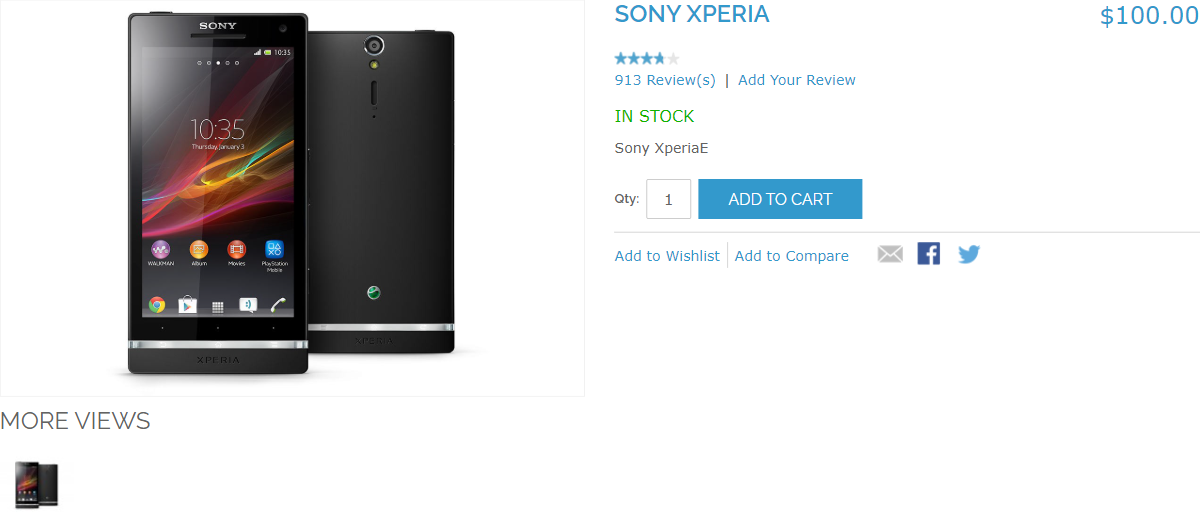 SONY
10:35
10:35
Thursday, January 3
WALKMAN
Album
Movies
PlayStation
Mobile
XPERIA
XPERIA
SONY XPERIA
$100.00
913 Review(s) | Add Your Review
IN STOCK
Sony XperiaE
Qty: 1 ADD TO CART
Add to Wishlist Add to Compare
MORE VIEWS